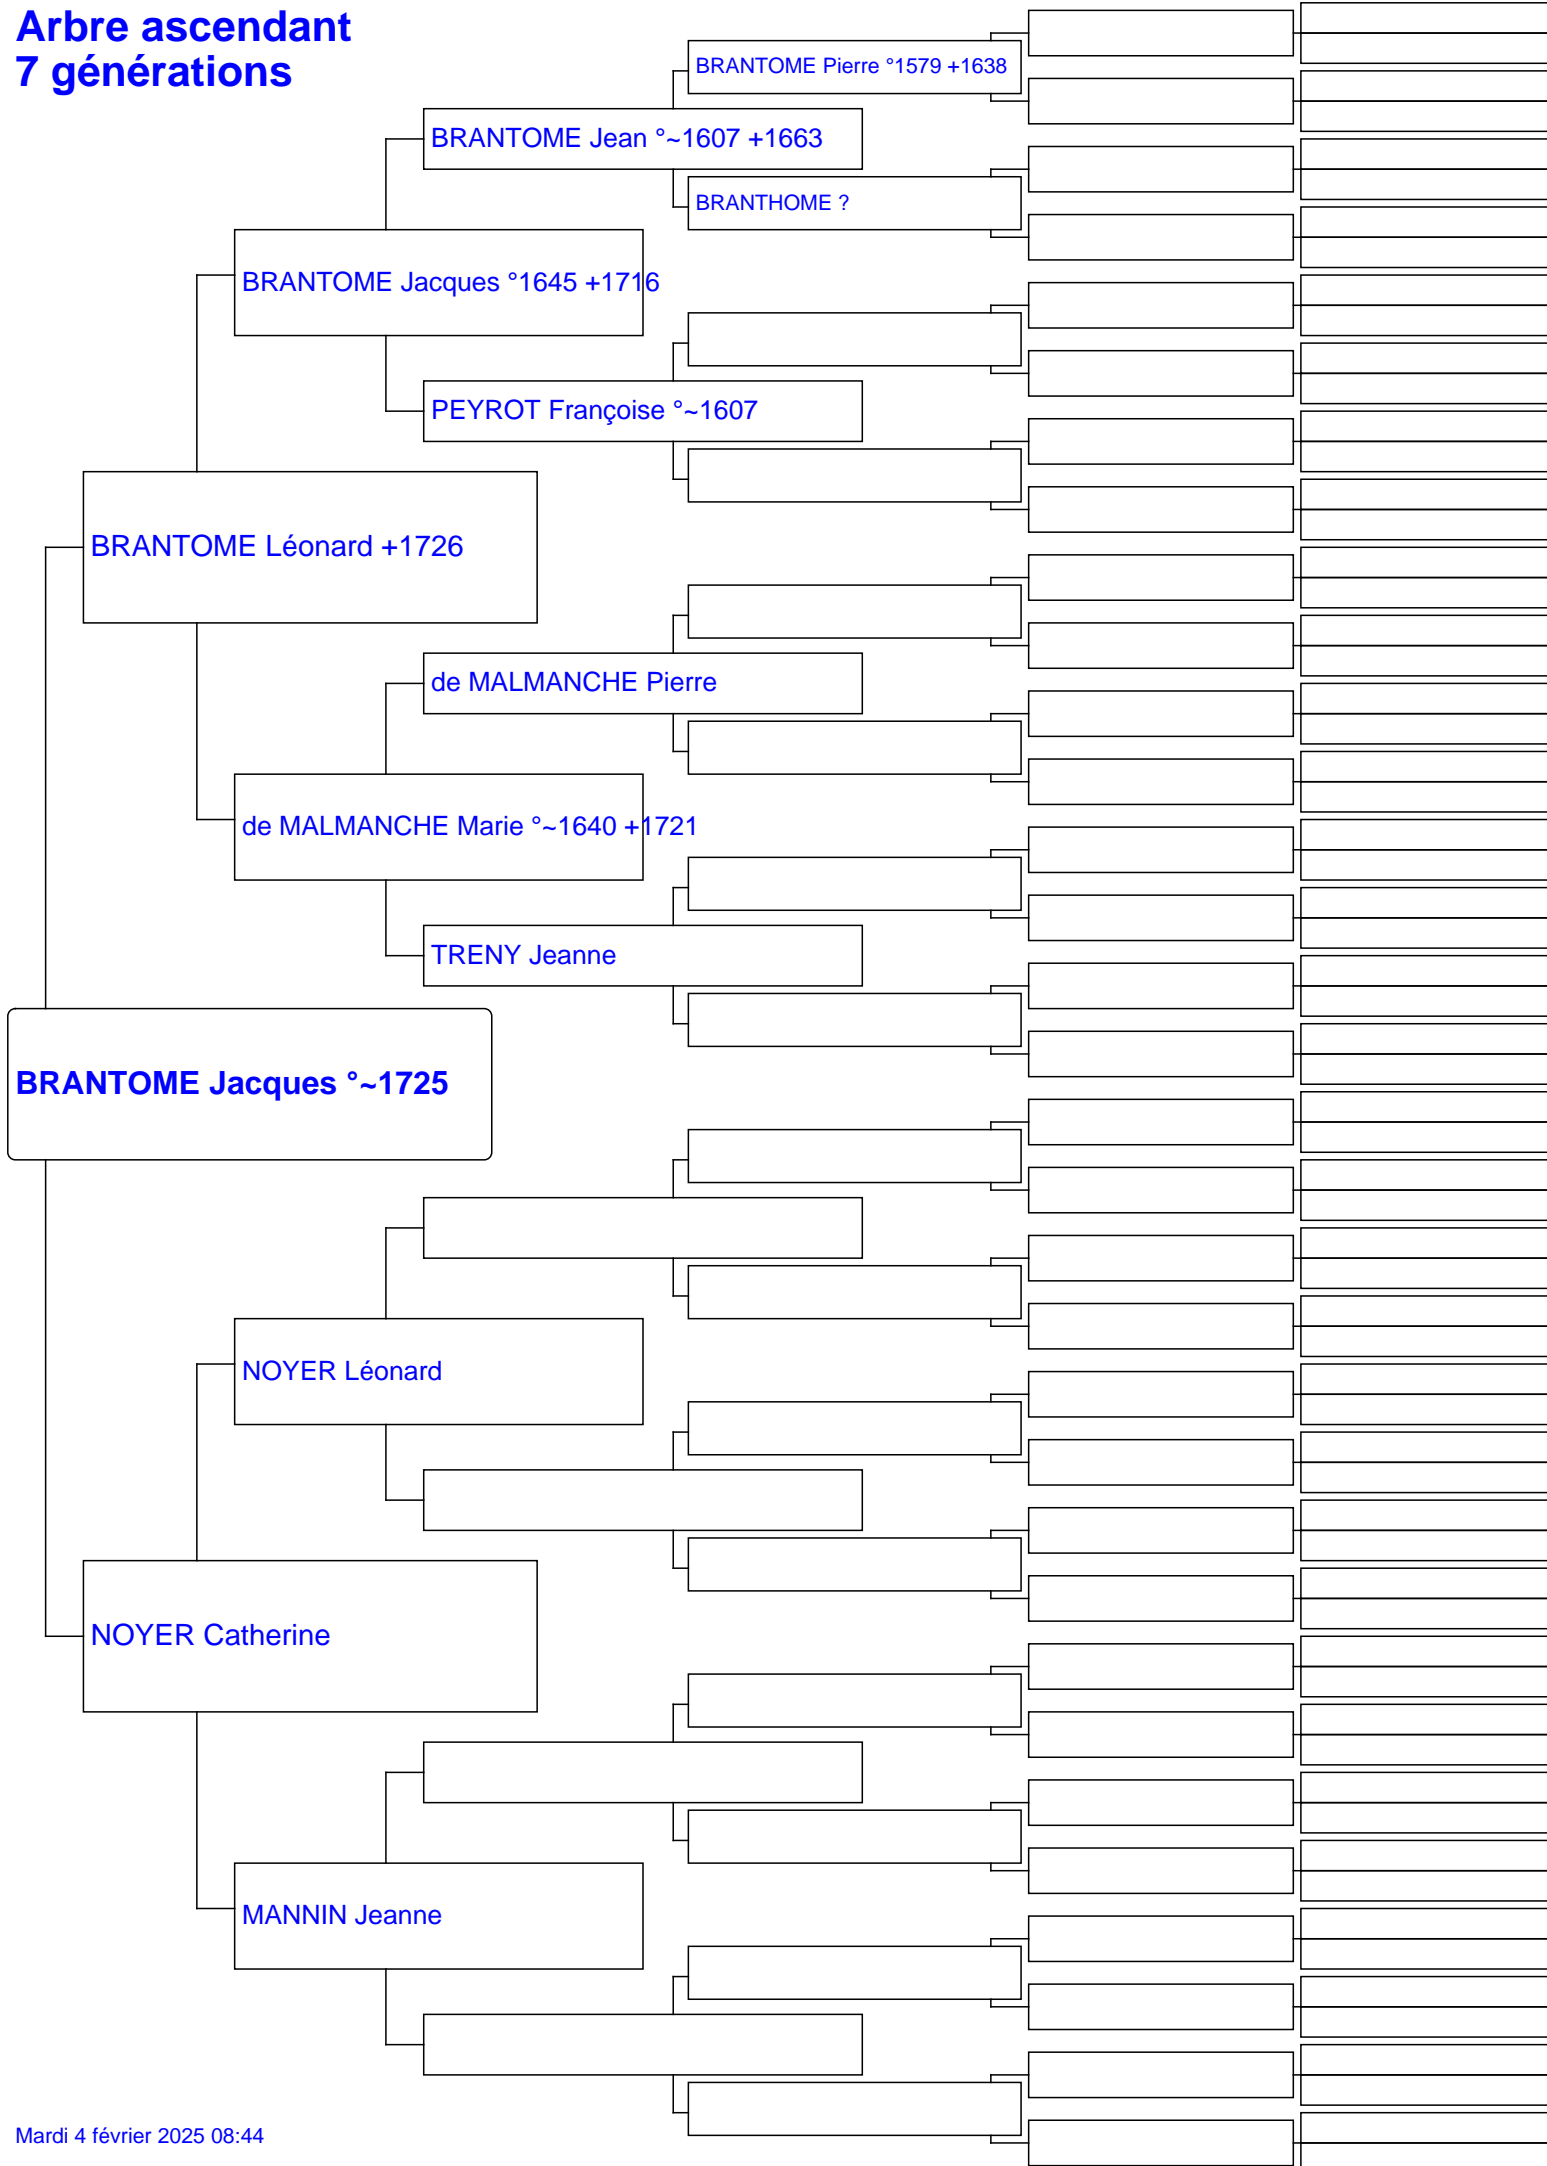 Arbre ascendant
7 générations
BRANTOME Pierre °1579 +1638
BRANTOME Jean °~1607 +1663
BRANTHOME ?
BRANTOME Jacques °1645 +1716
PEYROT Françoise °~1607
BRANTOME Léonard +1726
de MALMANCHE Pierre
de MALMANCHE Marie °~1640 +1721
TRENY Jeanne
BRANTOME Jacques °~1725
NOYER Léonard
NOYER Catherine
MANNIN Jeanne
Mardi 4 février 2025 08:44